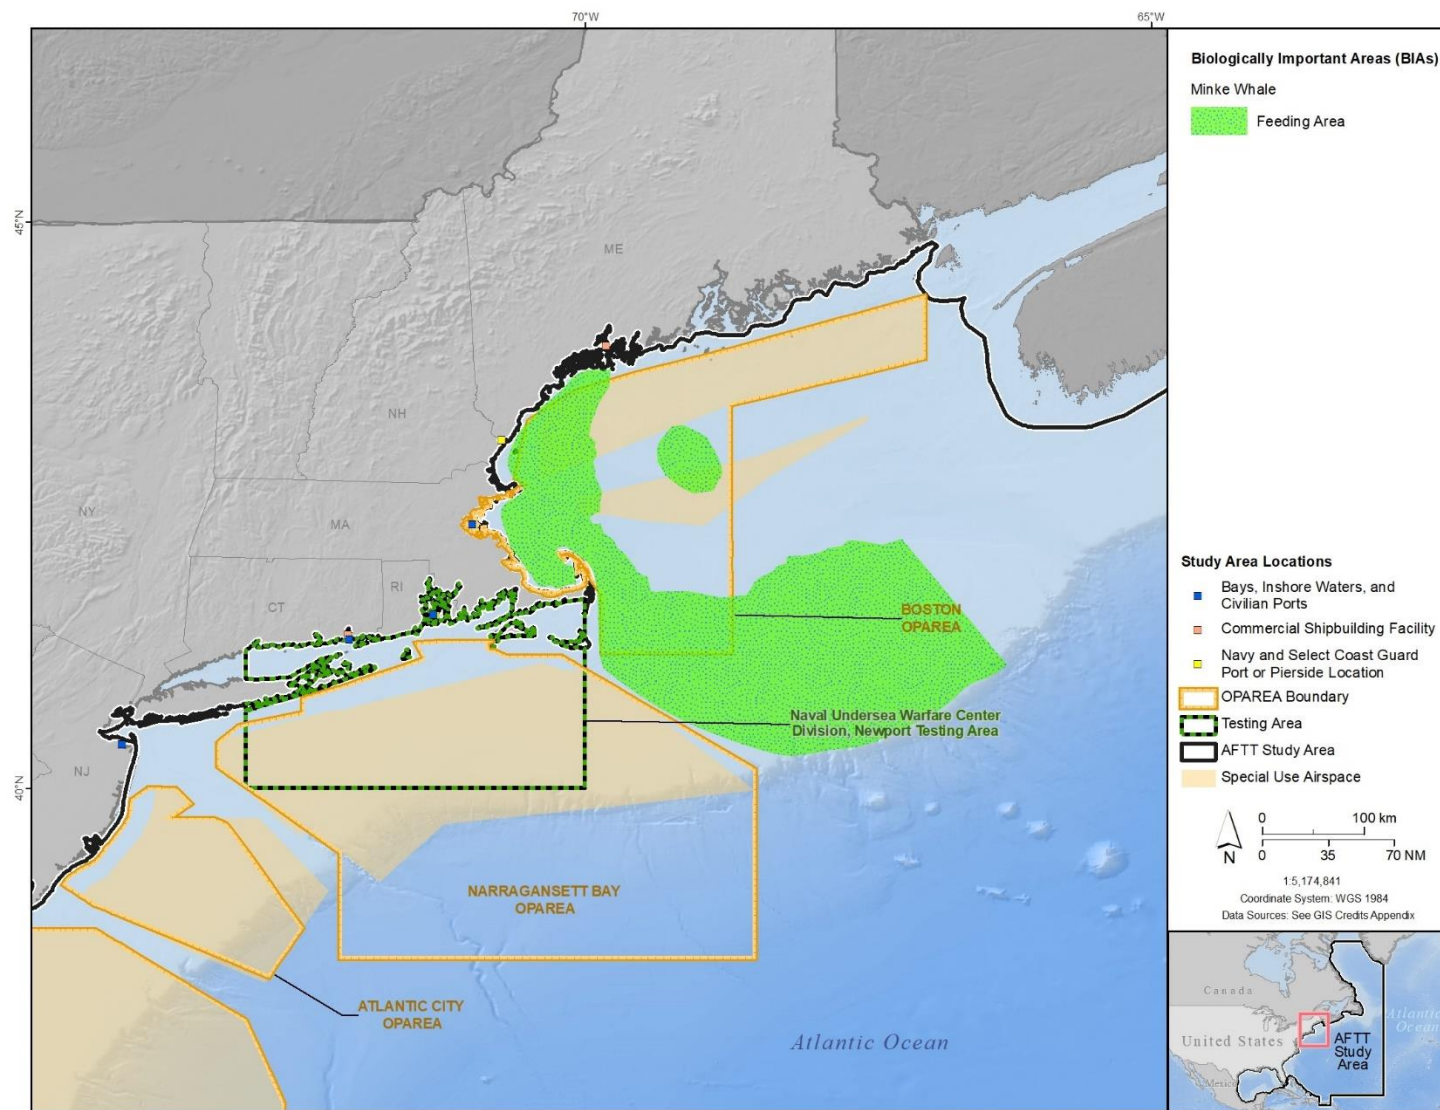 70°W
65°W
45°N
40°N
ME
NH
NY
MA
RI
CT
NJ
BOSTON
OPAREA
Naval Undersea Warfare Center
Division, Newport Testing Area
NARRAGANSETT BAY
OPAREA
ATLANTIC CITY
OPAREA
Atlantic Ocean
Biologically Important Areas (BIAs)
Minke Whale
Feeding Area
Study Area Locations
Bays, Inshore Waters, and
Civilian Ports
Commercial Shipbuilding Facility
Navy and Select Coast Guard
Port or Pierside Location
OPAREA Boundary
Testing Area
AFTT Study Area
Special Use Airspace
N
0 100 km
0 35 70 NM
1:5,174,841
Coordinate System: WGS 1984
Data Sources: See GIS Credits Appendix
Canada
United States
Mexico
Atlantic
Ocean
AFTT
Study
Area